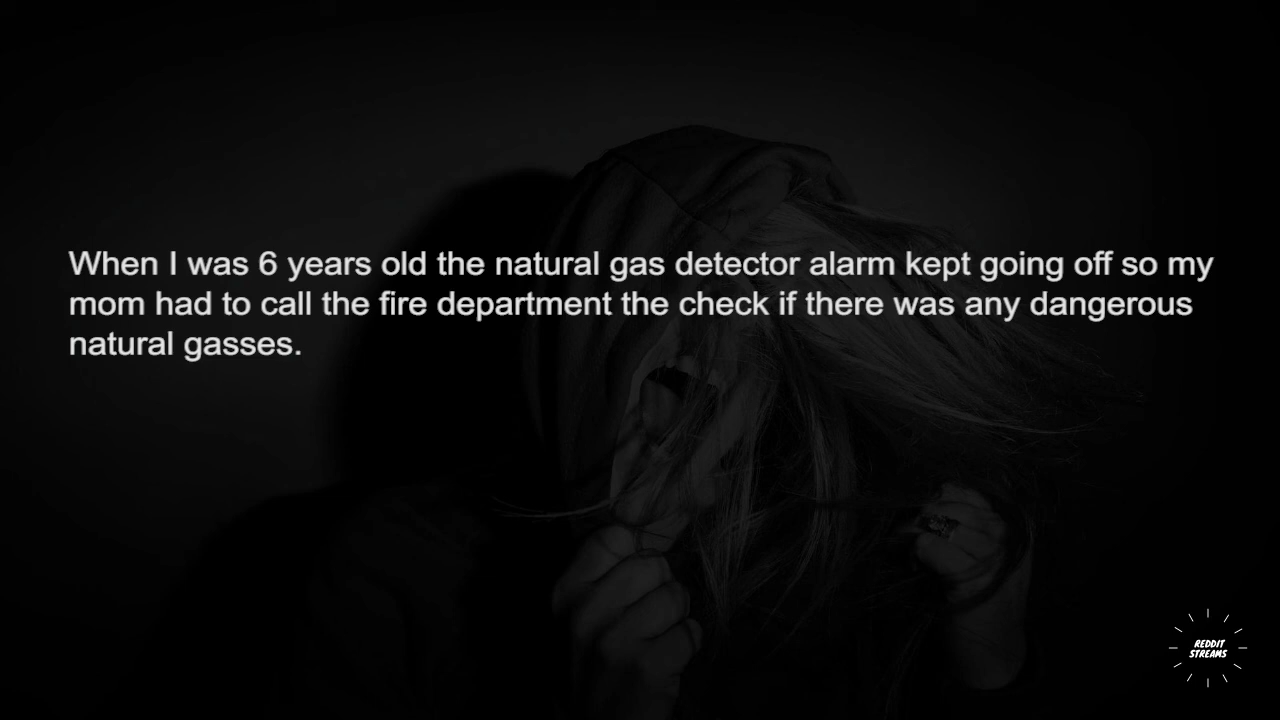 When I was 6 years old the natural gas detector alarm kept going off so my
mom had to call the fire department the check if there was any dangerous
natural gasses.
REDDIT
STREAMS